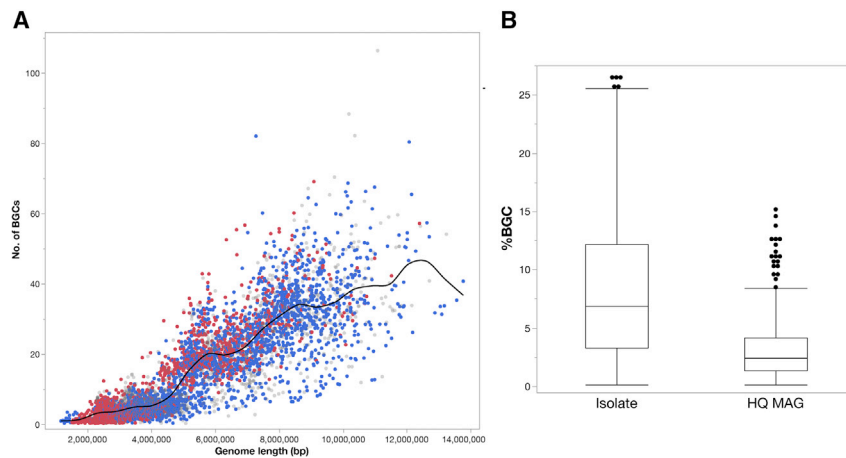 A
B
No. of BGCs
100
80
60
40
20
0
2,000,000
4,000,000
6,000,000
8,000,000
10,000,000
12,000,000
14,000,000
Genome length (bp)
%BGC
25
20
15
10
5
0
Isolate
HQ MAG